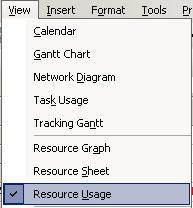 View Insert Format Tools
Calendar
Gantt Chart
Network Diagram
Task Usage
Tracking Gantt
Resource Graph
Resource Sheet
Resource Usage